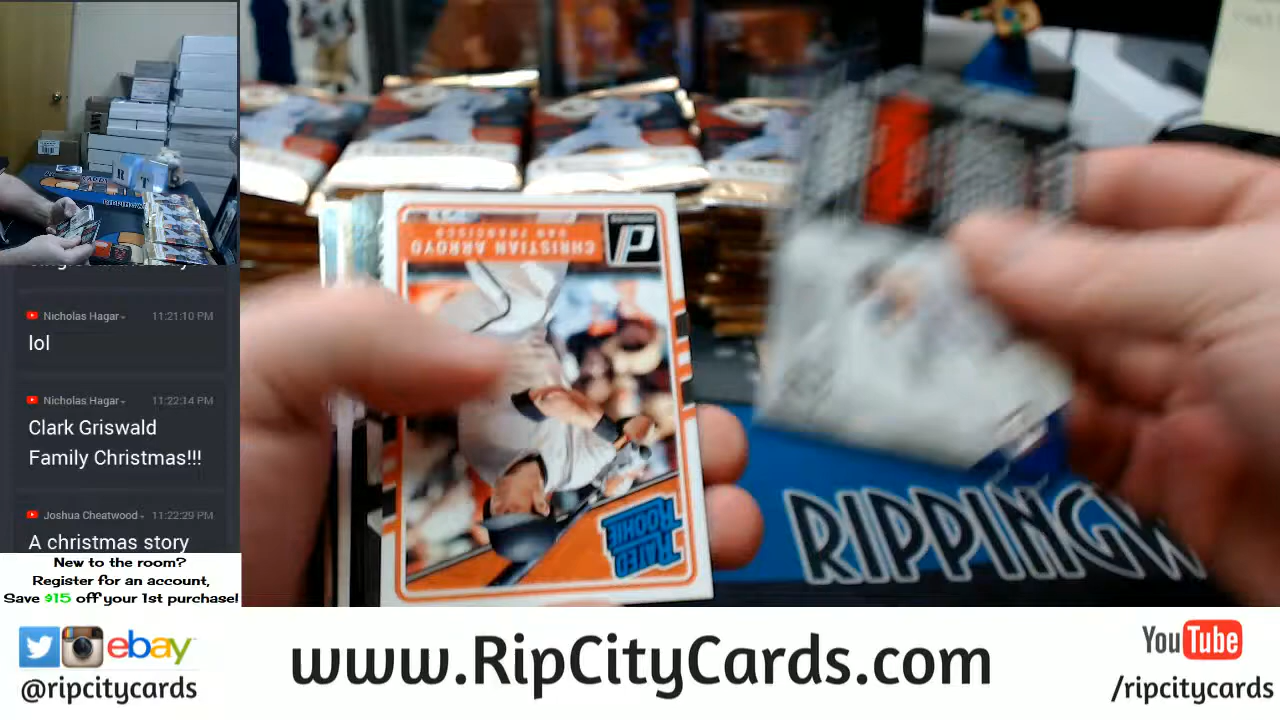 Nicholas Hagar 11:21:10 PM
lol
Nicholas Hagar 11:22:14 PM
Clark Griswald
Family Christmas!!!
Joshua Cheatwood 11:22:29 PM
A christmas story
New to the room?
Register for an account,
Save $15 off your 1st purchase!
CHRISTIAN ARROYO
SAN FRANCISCO
RATED
ROOKIE
RIPPINGW
ebay
@ripcitycards
www.RipCityCards.com
YouTube
/ripcitycards